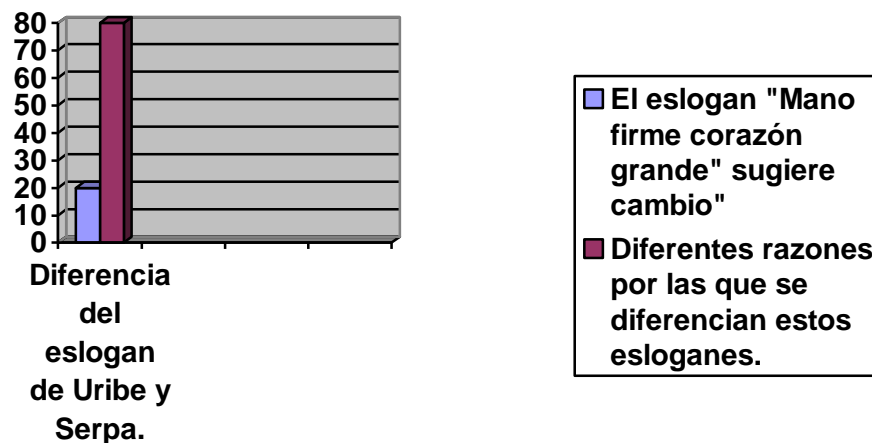 80
70
60
50
40
30
20
10
0
Diferencia
del
eslogan
de Uribe y
Serpa.
El eslogan "Mano
firme corazón
grande" sugiere
cambio"
Diferentes razones
por las que se
diferencian estos
esloganes.